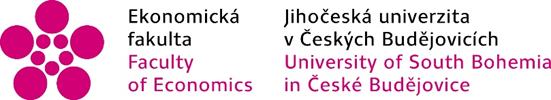 Ekonomická
fakulta
Faculty
of Economics
Jihočeská univerzita
v Českých Budějovicích
University of South Bohemia
in České Budějovice